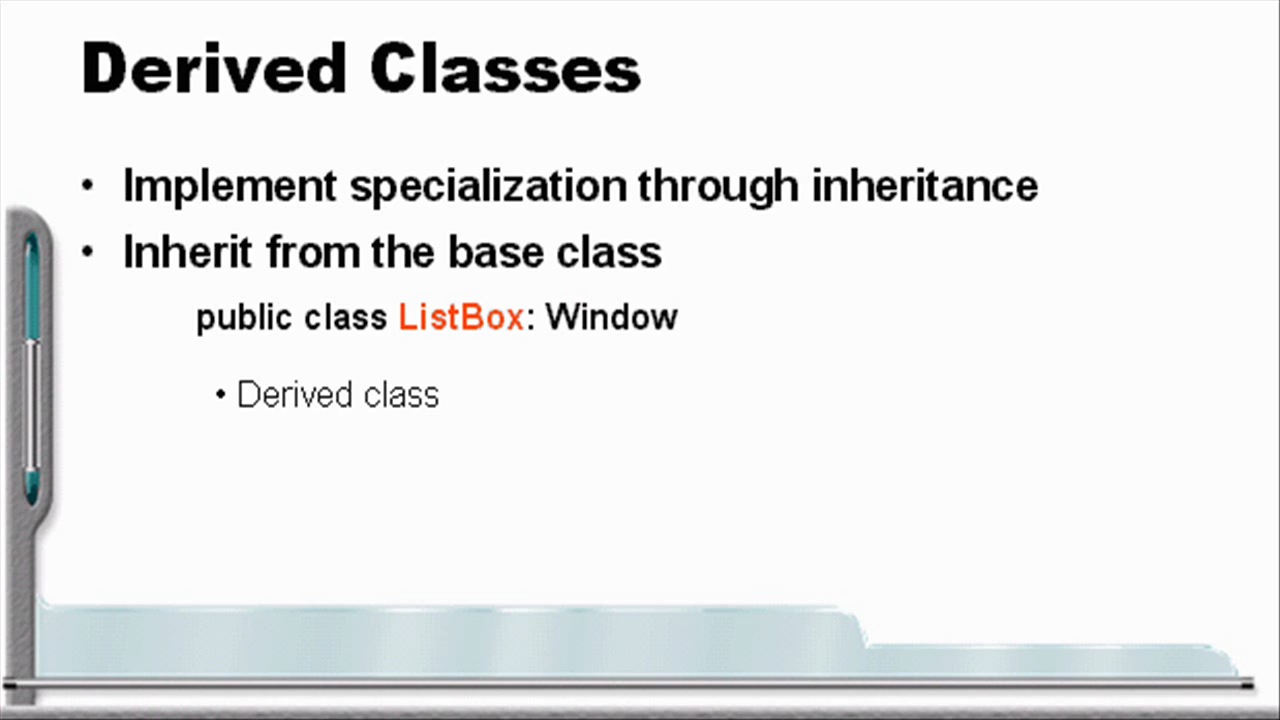 Derived Classes
• Implement specialization through inheritance
• Inherit from the base class
public class ListBox: Window
• Derived class